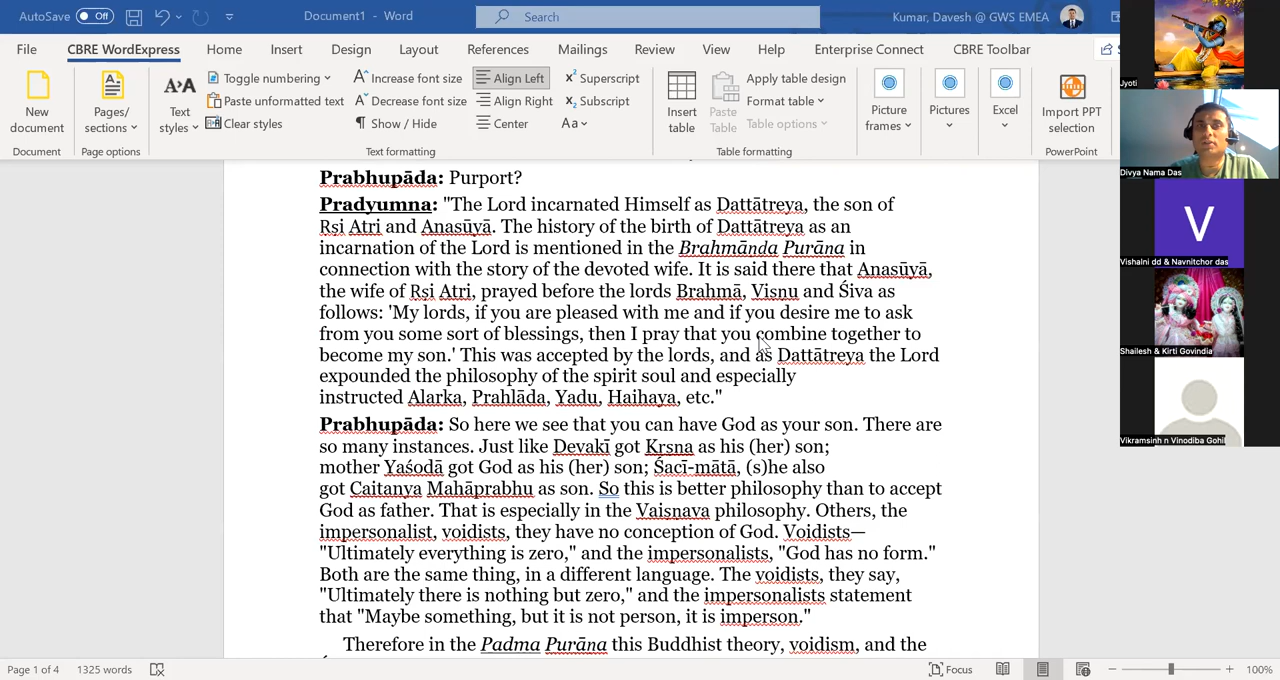 AutoSave Off Document1 - Word Search Kumar, Davesh @ GWS EMEA
File CBRE WordExpress Home Insert Design Layout References Mailings Review View Help Enterprise Connect CBRE Toolbar
New document
Document
Pages/ sections
Page options
Text styles
Toggle numbering
Paste unformatted text
Clear styles
Increase font size
Decrease font size
Show / Hide
Align Left
Align Right
Center
Superscript
Subscript
Aa
Text formatting
Insert table
Paste Table
Apply table design
Format table
Table options
Table formatting
Picture frames
Pictures
Excel
Import PPT selection
PowerPoint
Prabhupāda: Purport?
Pradyumna: "The Lord incarnated Himself as Dattātreya, the son of
Ṛṣi Atri and Anasūyā. The history of the birth of Dattātreya as an
incarnation of the Lord is mentioned in the Brahmāṇḍa Purāṇa in
connection with the story of the devoted wife. It is said there that Anasūyā,
the wife of Ṛṣi Atri, prayed before the lords Brahmā, Viṣṇu and Śiva as
follows: 'My lords, if you are pleased with me and if you desire me to ask
from you some sort of blessings, then I pray that you combine together to
become my son.' This was accepted by the lords, and as Dattātreya the Lord
expounded the philosophy of the spirit soul and especially
instructed Alarka, Prahlāda, Yadu, Haihaya, etc."
Prabhupāda: So here we see that you can have God as your son. There are
so many instances. Just like Devakī got Kṛṣṇa as his (her) son;
mother Yaśodā got God as his (her) son; Śacī-mātā, (s)he also
got Caitanya Mahāprabhu as son. So this is better philosophy than to accept
God as father. That is especially in the Vaiṣṇava philosophy. Others, the
impersonalist, voidists, they have no conception of God. Voidists—
"Ultimately everything is zero," and the impersonalists, "God has no form."
Both are the same thing, in a different language. The voidists, they say,
"Ultimately there is nothing but zero," and the impersonalists statement
that "Maybe something, but it is not person, it is imperson."
Therefore in the Padma Purāṇa this Buddhist theory, voidism, and the
Page 1 of 4 1325 words Focus 100%
Jyoti
Divya Nama Das
V
Vishalni dd & Navnitchor das
Shailesh & Kirti Govindia
Vikramsinh n Vinodiba Gohil